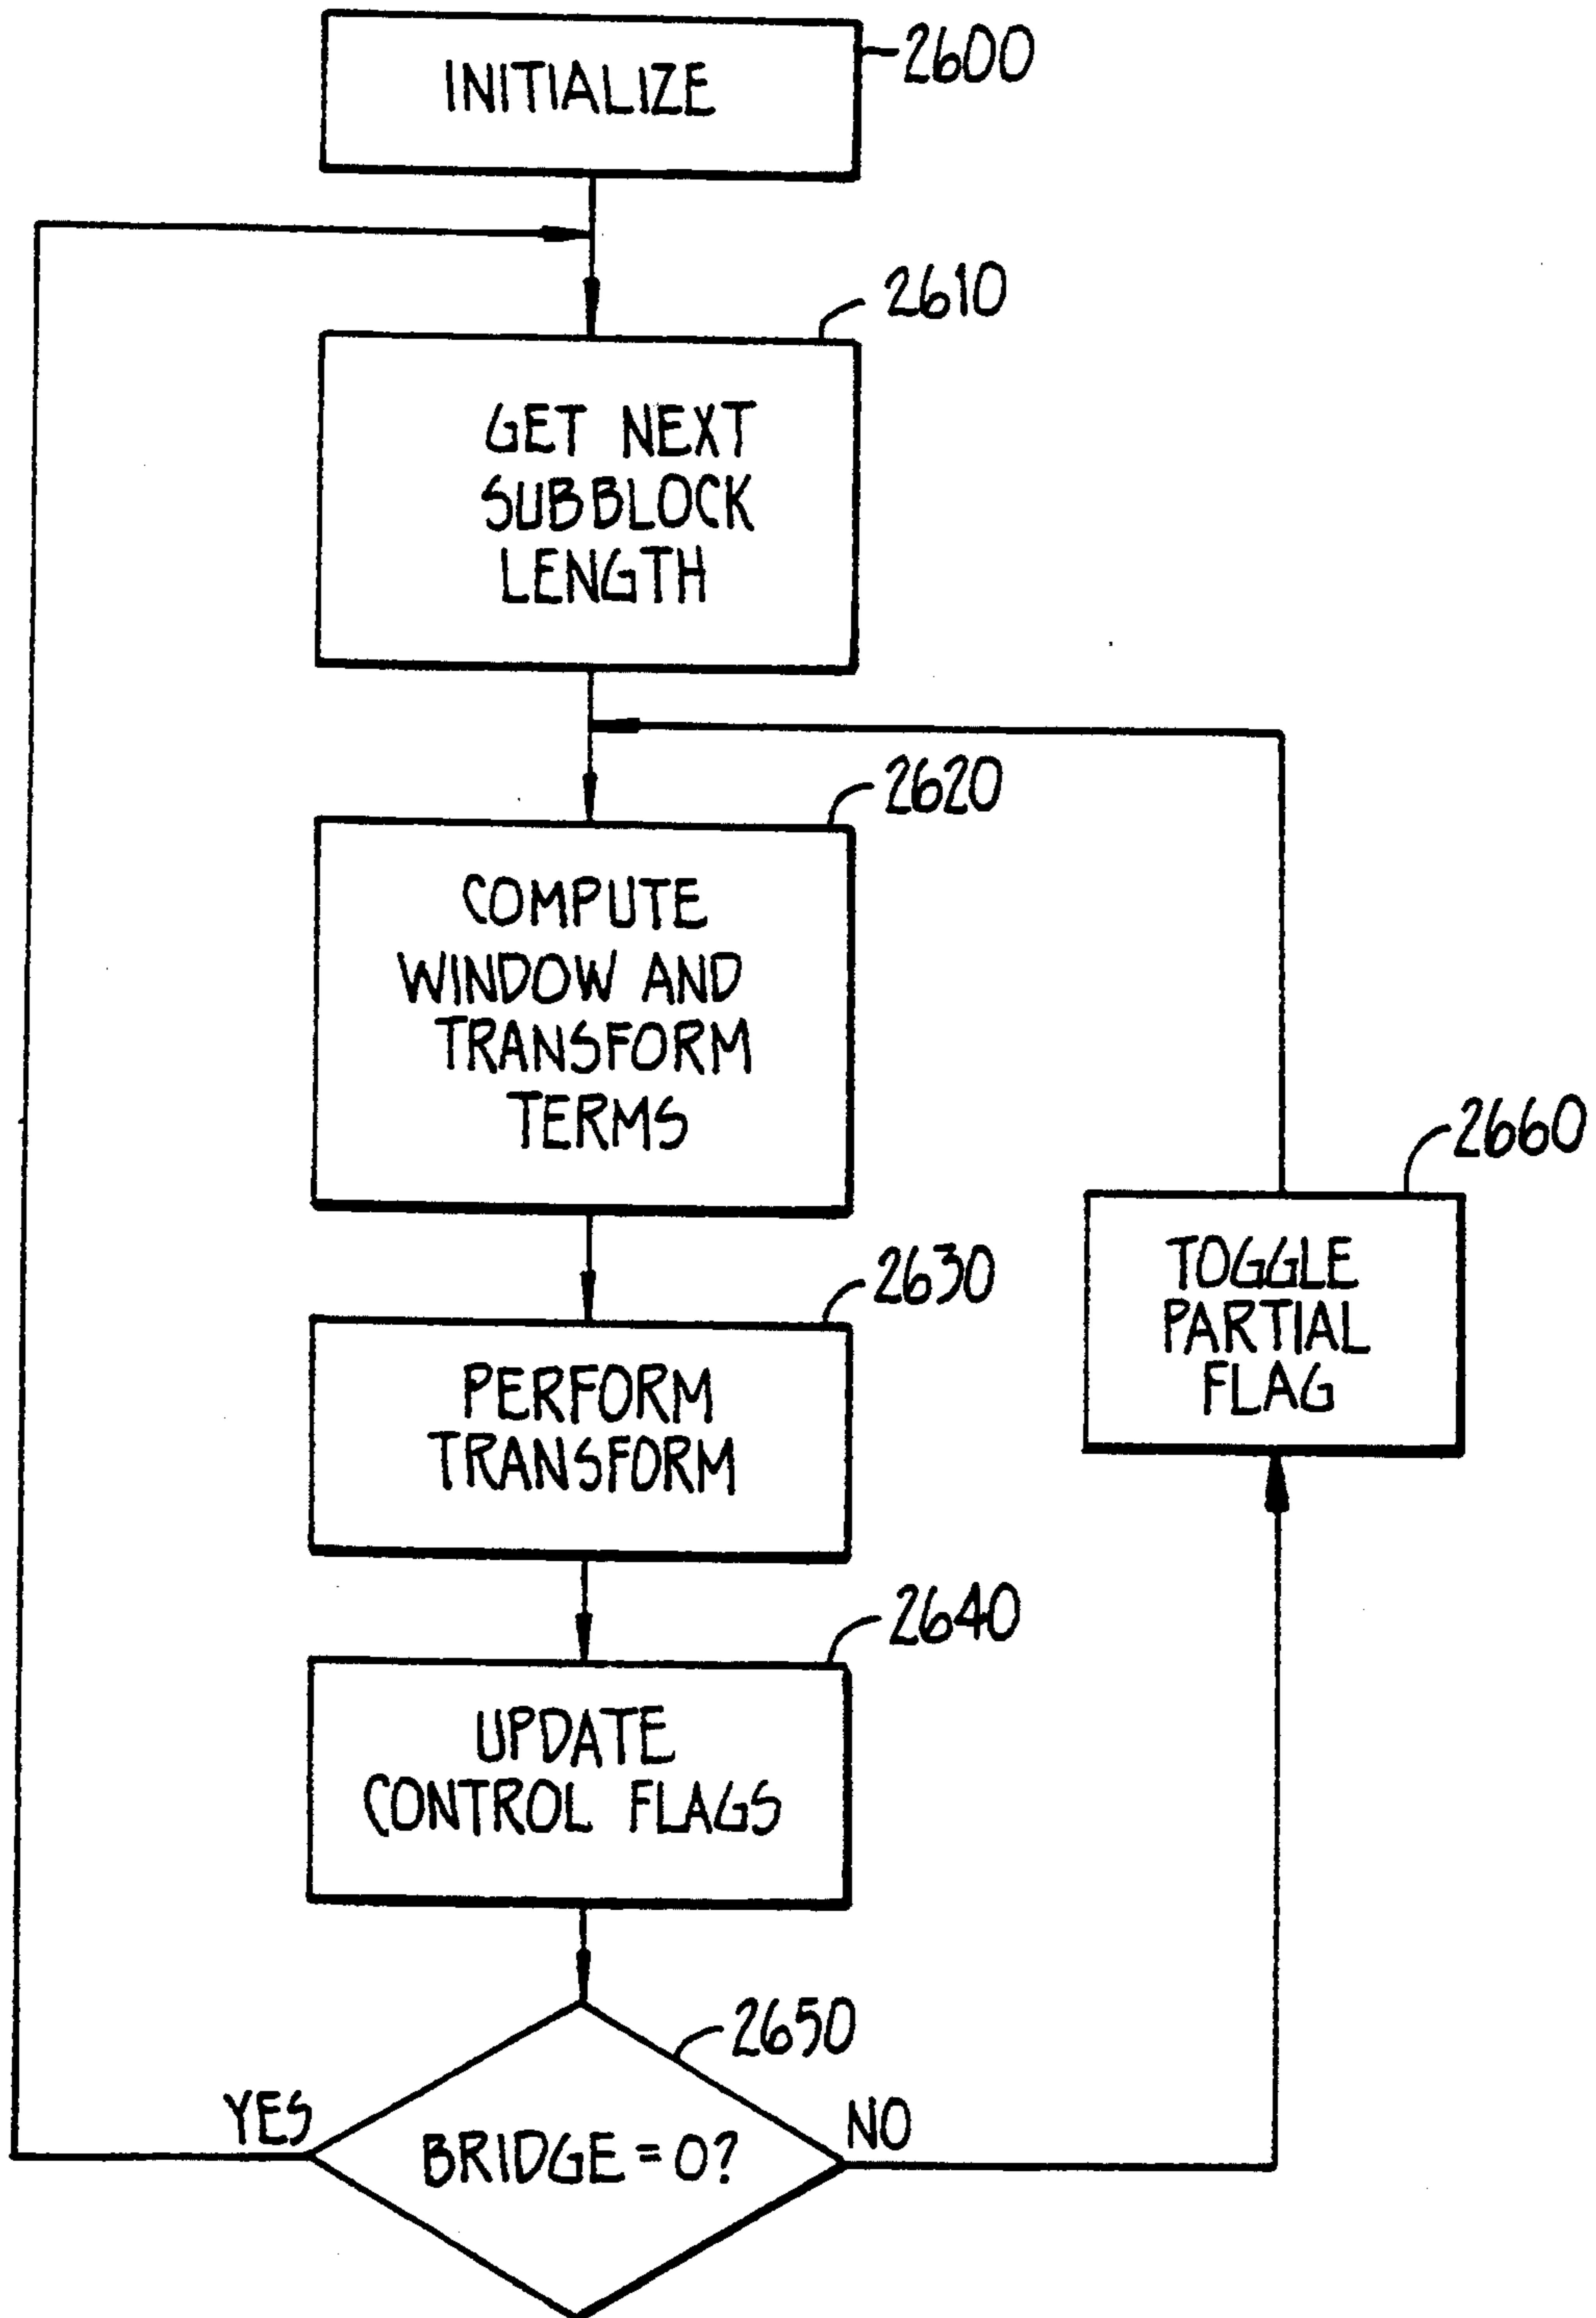 INITIALIZE
2600
2610
GET NEXT
SUBBLOCK
LENGTH
2620
COMPUTE
WINDOW AND
TRANSFORM
TERMS
2660
TOGGLE
PARTIAL
FLAG
2630
PERFORM
TRANSFORM
2640
UPDATE
CONTROL FLAGS
2650
YES
BRIDGE = 0?
NO